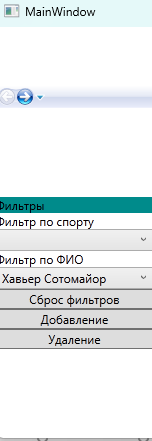 MainWindow
Фильтры
Фильтр по спорту
Фильтр по ФИО
Хавьер Сотомайор
Сброс фильтров
Добавление
Удаление